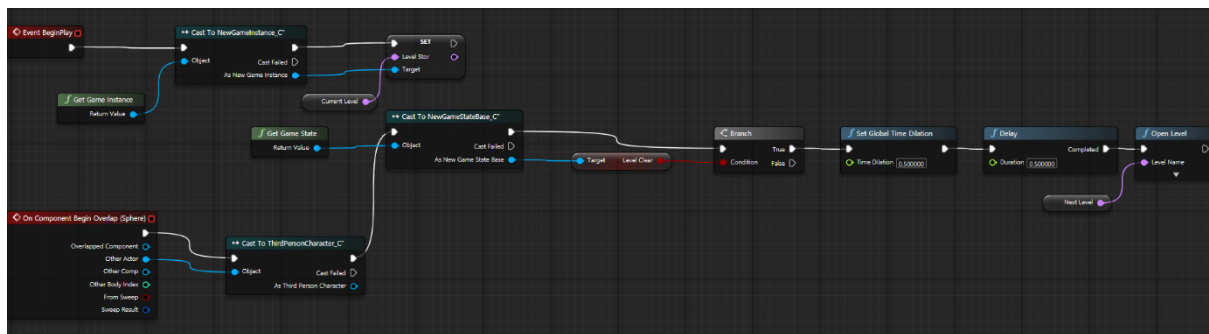 Event BeginPlay
Cast To NewGameInstance_C"
Object
Cast Failed
As New Game Instance
SET
Level Stor
Target
Get Game Instance
Return Value
Current Level
Get Game State
Return Value
Cast To NewGameStateBase_C"
Object
Cast Failed
As New Game State Base
Target Level Clear
Branch
True
Condition False
Set Global Time Dilation
Time Dilation 0.500000
Delay
Completed
Duration 0.500000
Open Level
Level Name
Next Level
On Component Begin Overlap (Sphere)
Overlapped Component
Other Actor
Other Comp
Other Body Index
From Sweep
Sweep Result
Cast To ThirdPersonCharacter_C"
Object
Cast Failed
As Third Person Character